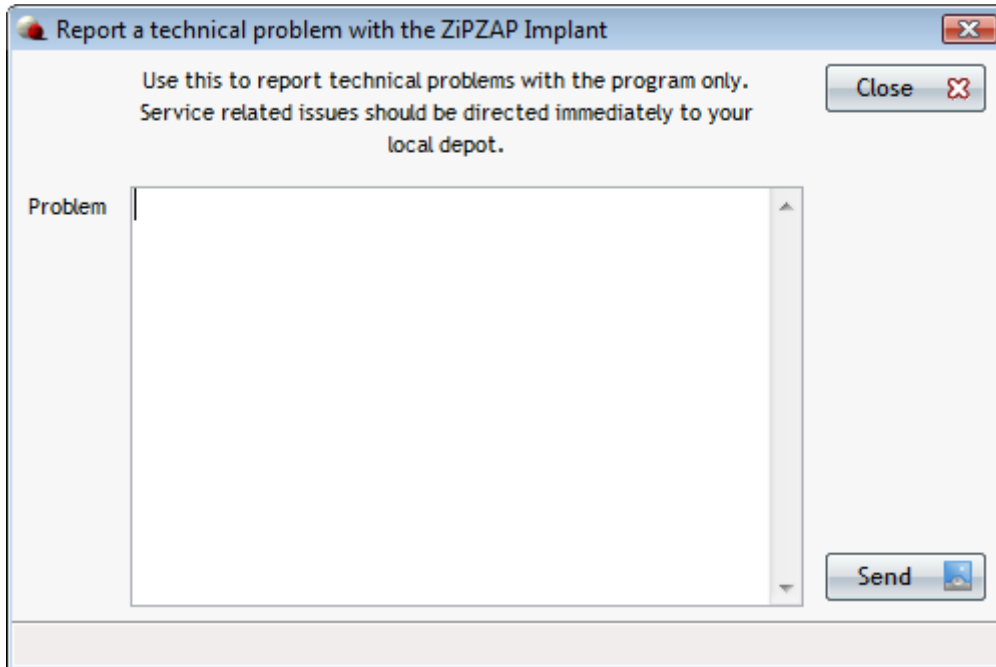 Report a technical problem with the ZiPZAP Implant
Use this to report technical problems with the program only.
Service related issues should be directed immediately to your
local depot.
Close
Problem
Send